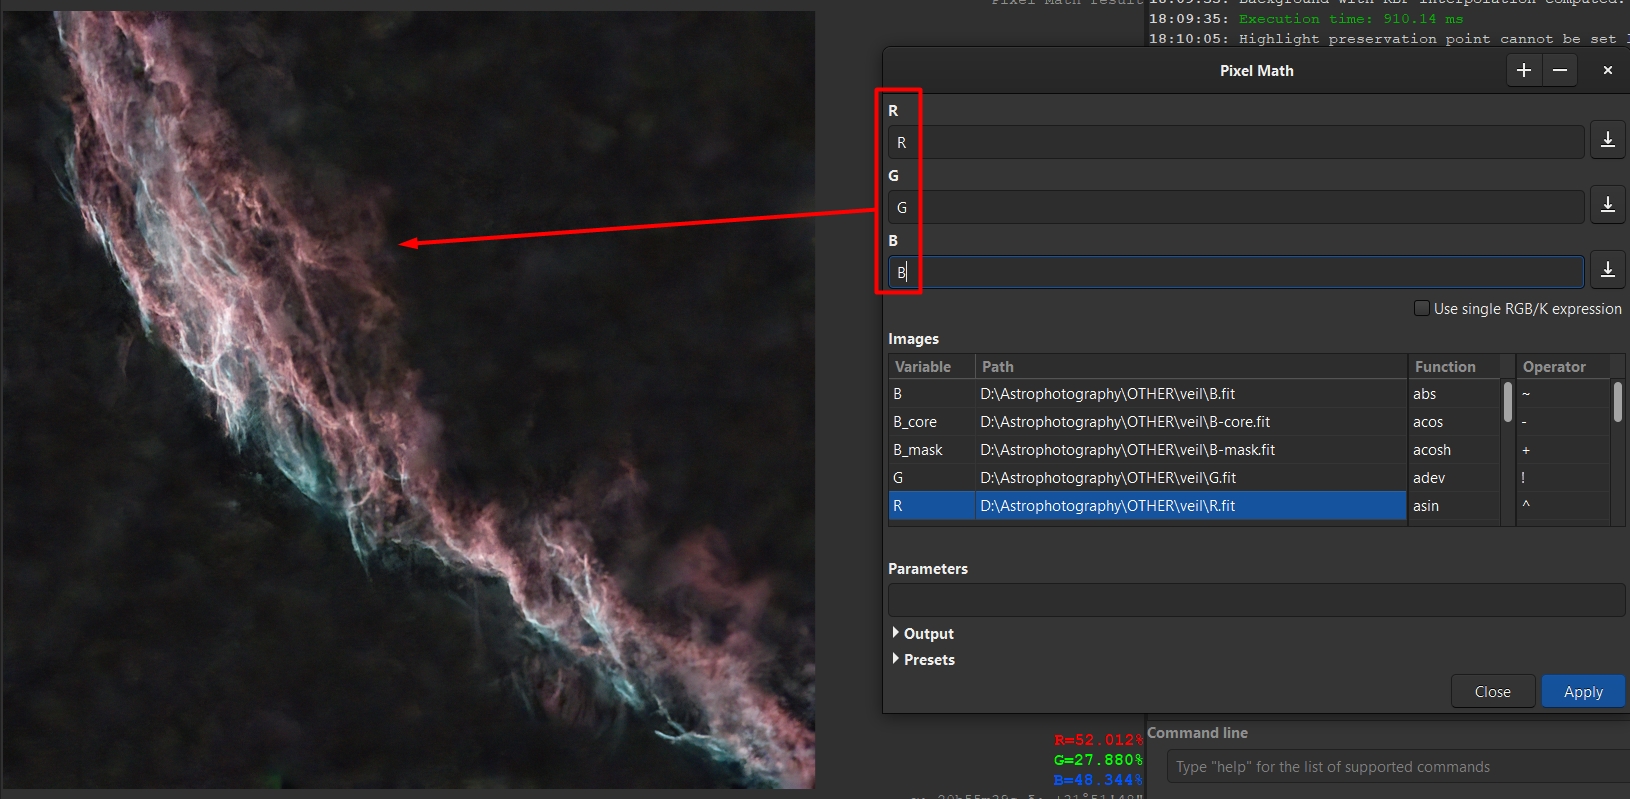 Pixel Math result
18:09:35: Background with RBF interpolation computed.
18:09:35: Execution time: 910.14 ms
18:10:05: Highlight preservation point cannot be set
Pixel Math
+ − ×
R
R
G
G
B
B
Use single RGB/K expression
Images
Variable Path Function Operator
B D:\Astrophotography\OTHER\veil\B.fit abs ~
B_core D:\Astrophotography\OTHER\veil\B-core.fit acos -
B_mask D:\Astrophotography\OTHER\veil\B-mask.fit acosh +
G D:\Astrophotography\OTHER\veil\G.fit adev !
R D:\Astrophotography\OTHER\veil\R.fit asin ^
Parameters
Output
Presets
Close Apply
R=52.012%
G=27.880%
B=48.344%
Command line
Type "help" for the list of supported commands